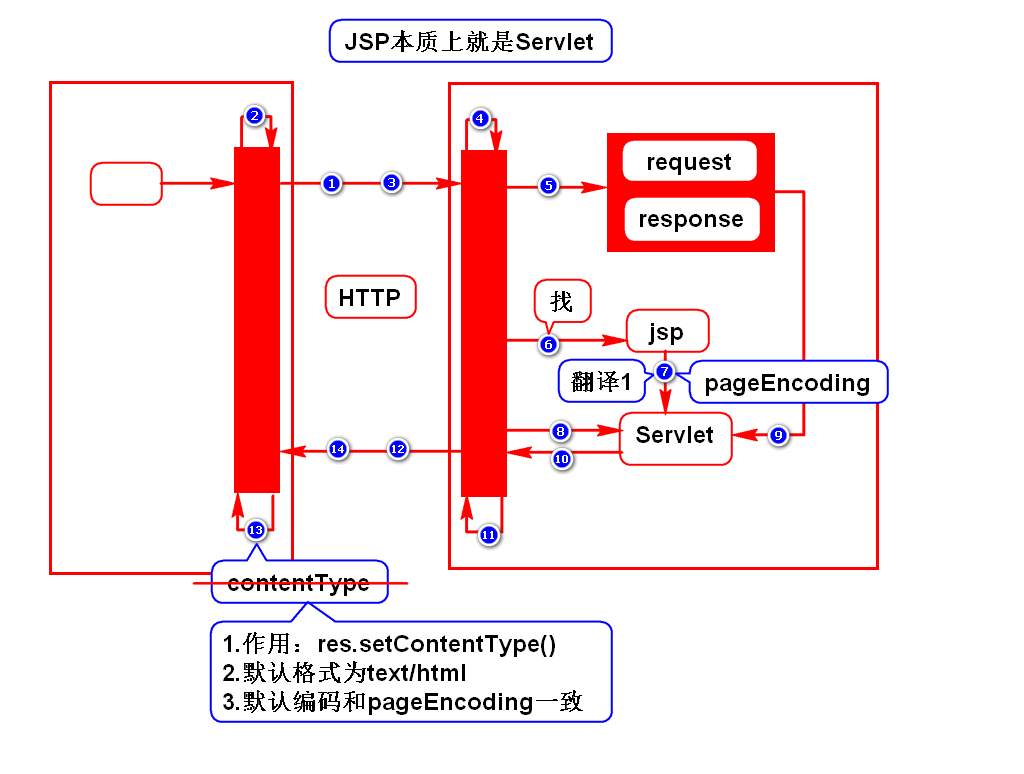 JSP本质上就是Servlet
2
4
1
3
5
request
response
HTTP
找
6
jsp
翻译1
7
pageEncoding
8
Servlet
9
14
12
10
13
11
contentType
1.作用：res.setContentType()
2.默认格式为text/html
3.默认编码和pageEncoding一致